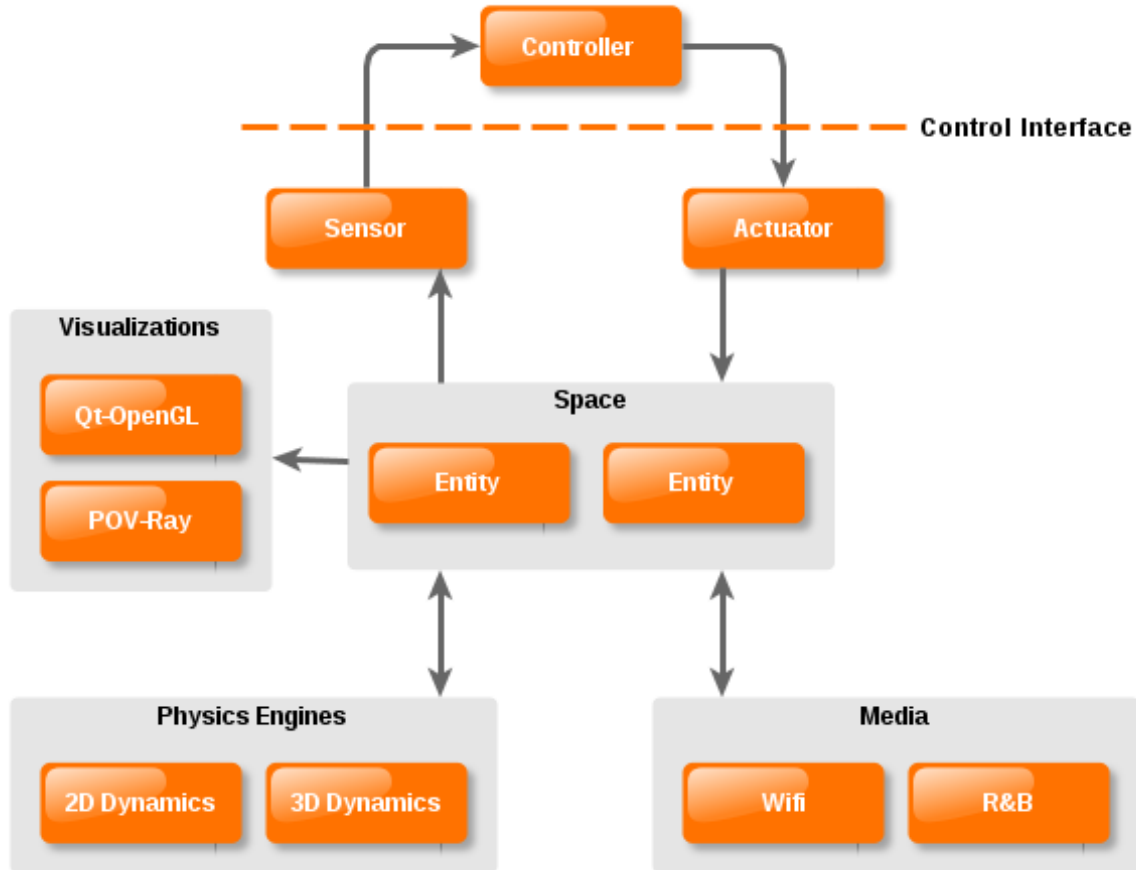 Controller
Control Interface
Sensor
Actuator
Visualizations
Qt-OpenGL
POV-Ray
Space
Entity
Entity
Physics Engines
2D Dynamics
3D Dynamics
Media
Wifi
R&B